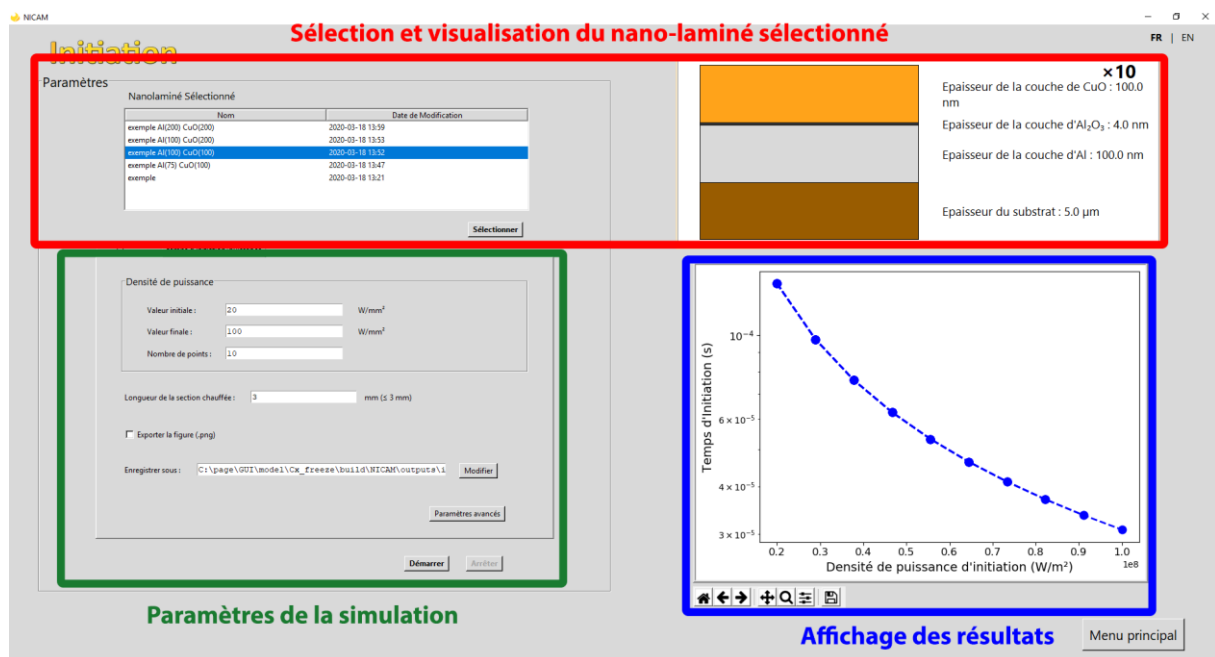 NICAM
Sélection et visualisation du nano-laminé sélectionné
FR | EN
Initiation
Paramètres
Nanolaminé Sélectionné
Nom Date de Modification
exemple Al(200) CuO(200) 2020-03-18 13:59
exemple Al(100) CuO(200) 2020-03-18 13:53
exemple Al(100) CuO(100) 2020-03-18 13:52
exemple Al(75) CuO(100) 2020-03-18 13:47
exemple 2020-03-18 13:21
Sélectionner
×10
Epaisseur de la couche de CuO : 100.0
nm
Epaisseur de la couche d'Al₂O₃ : 4.0 nm
Epaisseur de la couche d'Al : 100.0 nm
Epaisseur du substrat : 5.0 µm
Densité de puissance
Valeur initiale : 20 W/mm²
Valeur finale : 100 W/mm²
Nombre de points : 10
Longueur de la section chauffée : 3 mm (≤ 3 mm)
Exporter la figure (.png)
Enregistrer sous : C:\page\GUI\model\Cx_freeze\build\NICAM\outputs\i Modifier
Paramètres avancés
Démarrer Arrêter
Paramètres de la simulation
Temps d'Initiation (s)
10⁻⁴
6 × 10⁻⁵
4 × 10⁻⁵
3 × 10⁻⁵
0.2 0.3 0.4 0.5 0.6 0.7 0.8 0.9 1.0
Densité de puissance d'initiation (W/m²) 1e8
Affichage des résultats
Menu principal